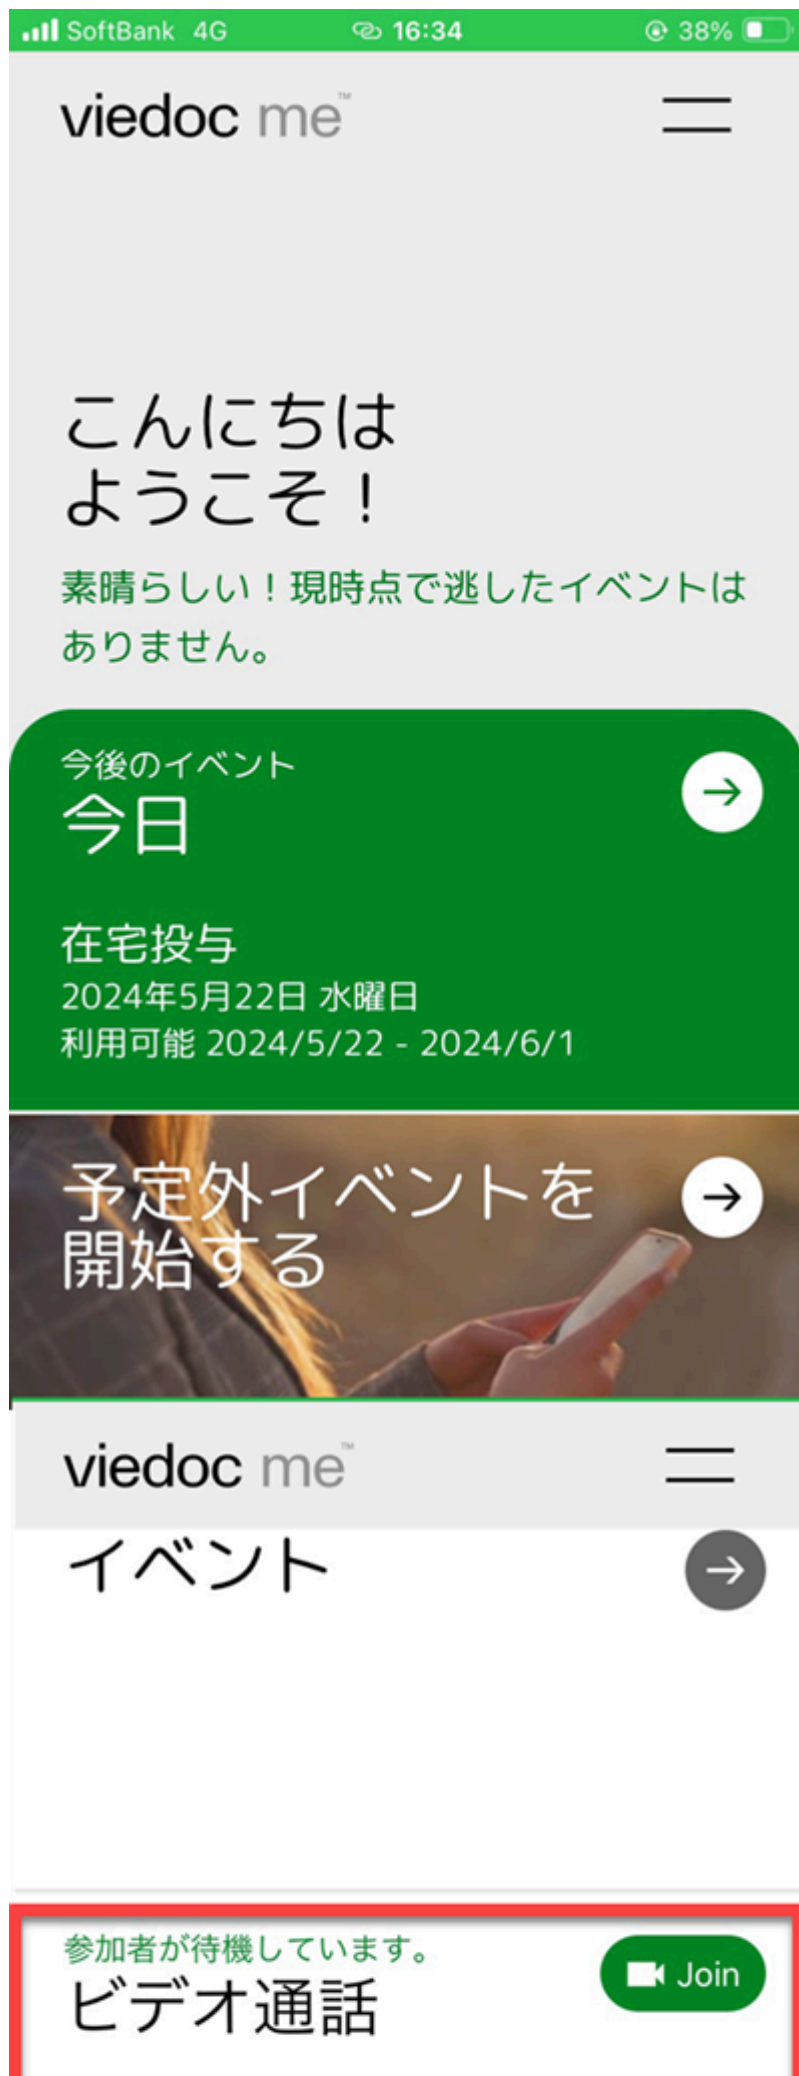 SoftBank 4G 16:34 38%
viedoc me™
こんにちは
ようこそ！
素晴らしい！現時点で逃したイベントは
ありません。
今後のイベント
今日
在宅投与
2024年5月22日 水曜日
利用可能 2024/5/22 - 2024/6/1
予定外イベントを
開始する
viedoc me™
イベント
参加者が待機しています。
ビデオ通話
Join